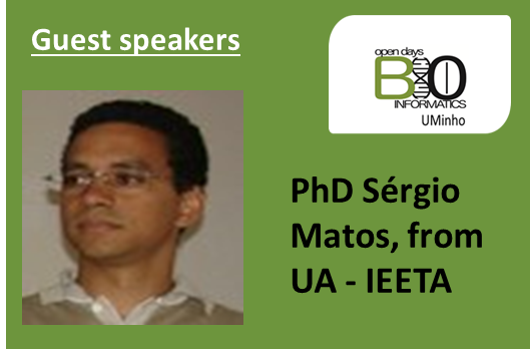 Guest speakers
open days
BIO
INFORMATICS
UMinho
PhD Sérgio
Matos, from
UA - IEETA